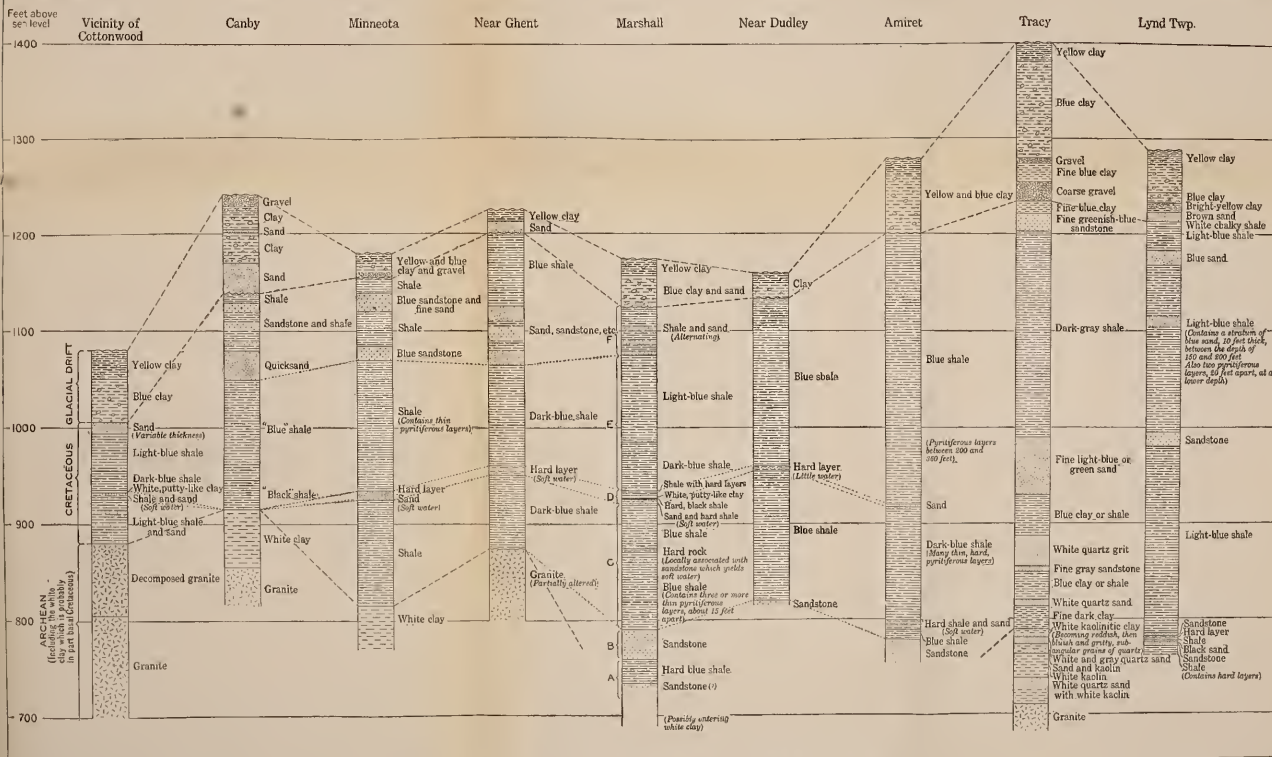 Feet above
sea level
Vicinity of
Cottonwood
Canby
Minneota
Near Ghent
Marshall
Near Dudley
Amiret
Tracy
Lynd Twp.
1400
1300
1200
1100
1000
900
800
700
GLACIAL DRIFT
CRETACEOUS
ARCHEAN
(Including the white
clay which is probably
in part basal Cretaceous)
Yellow clay
Blue clay
Sand
(Variable thickness)
Light-blue shale
Dark-blue shale
White, putty-like clay
Shale and sand
(Soft water)
Light-blue shale
and sand
Decomposed granite
Granite
Gravel
Clay
Sand
Clay
Sand
Shale
Sandstone and shale
Quicksand
"Blue" shale
"Black shale
White clay
Granite
Yellow and blue
clay and gravel
Shale
Blue sandstone and
fine sand
Shale
Blue sandstone
Shale
(Contains thin
pyritiferous layers)
Hard layer
Sand
(Soft water)
Shale
White clay
Yellow clay
Sand
Blue shale
Sand, sandstone, etc.
Dark-blue shale
Hard layer
(Soft water)
Dark-blue shale
Granite
(Partially altered)
F
E
D
C
B
A
Yellow clay
Blue clay and sand
Shale and sand
(Alternating)
Light-blue shale
Dark-blue shale
Shale with hard layers
White, putty-like clay
Hard, black shale
Sand and hard shale
(Soft water)
Blue shale
Hard rock
(Locally associated with
sandstone which yields
soft water)
Blue shale
(Contains three or more
thin pyritiferous
layers, about 15 feet
apart)
Sandstone
Hard blue shale
Sandstone (?)
(Possibly entering
white clay)
Clay
Blue shale
Hard layer
(Little water)
Blue shale
Sandstone
Yellow and blue clay
Blue shale
(Pyritiferous layers
between 200 and
360 feet)
Sand
Dark-blue shale
(Many thin, hard,
pyritiferous layers)
Hard shale and sand
(Soft water)
Blue shale
Sandstone
Yellow clay
Blue clay
Gravel
Fine blue clay
Coarse gravel
Fine blue clay
Fine greenish-blue
sandstone
Dark-gray shale
Fine light-blue or
green sand
Blue clay or shale
White quartz grit
Fine gray sandstone
Blue clay or shale
White quartz sand
Fine dark clay
White kaolinitic clay
(Becoming reddish, then
bluish and gritty, sub-
angular grains of quartz)
White and gray quartz sand
Sand and kaolin
White kaolin
White quartz sand
with white kaolin
Granite
Yellow clay
Blue clay
Bright-yellow clay
Brown sand
White chalky shale
Light-blue shale
Blue sand
Light-blue shale
(Contains a stratum of
blue sand, 10 feet thick,
between the depth of
150 and 200 feet
Also two pyritiferous
layers, 20 feet apart, at a
lower depth)
Sandstone
Light-blue shale
Sandstone
Hard layer
Shale
Black sand
Sandstone
Shale
(Contains hard layers)